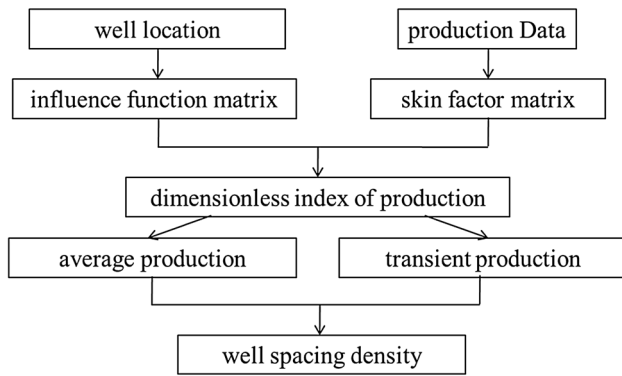 well location
production Data
influence function matrix
skin factor matrix
dimensionless index of production
average production
transient production
well spacing density